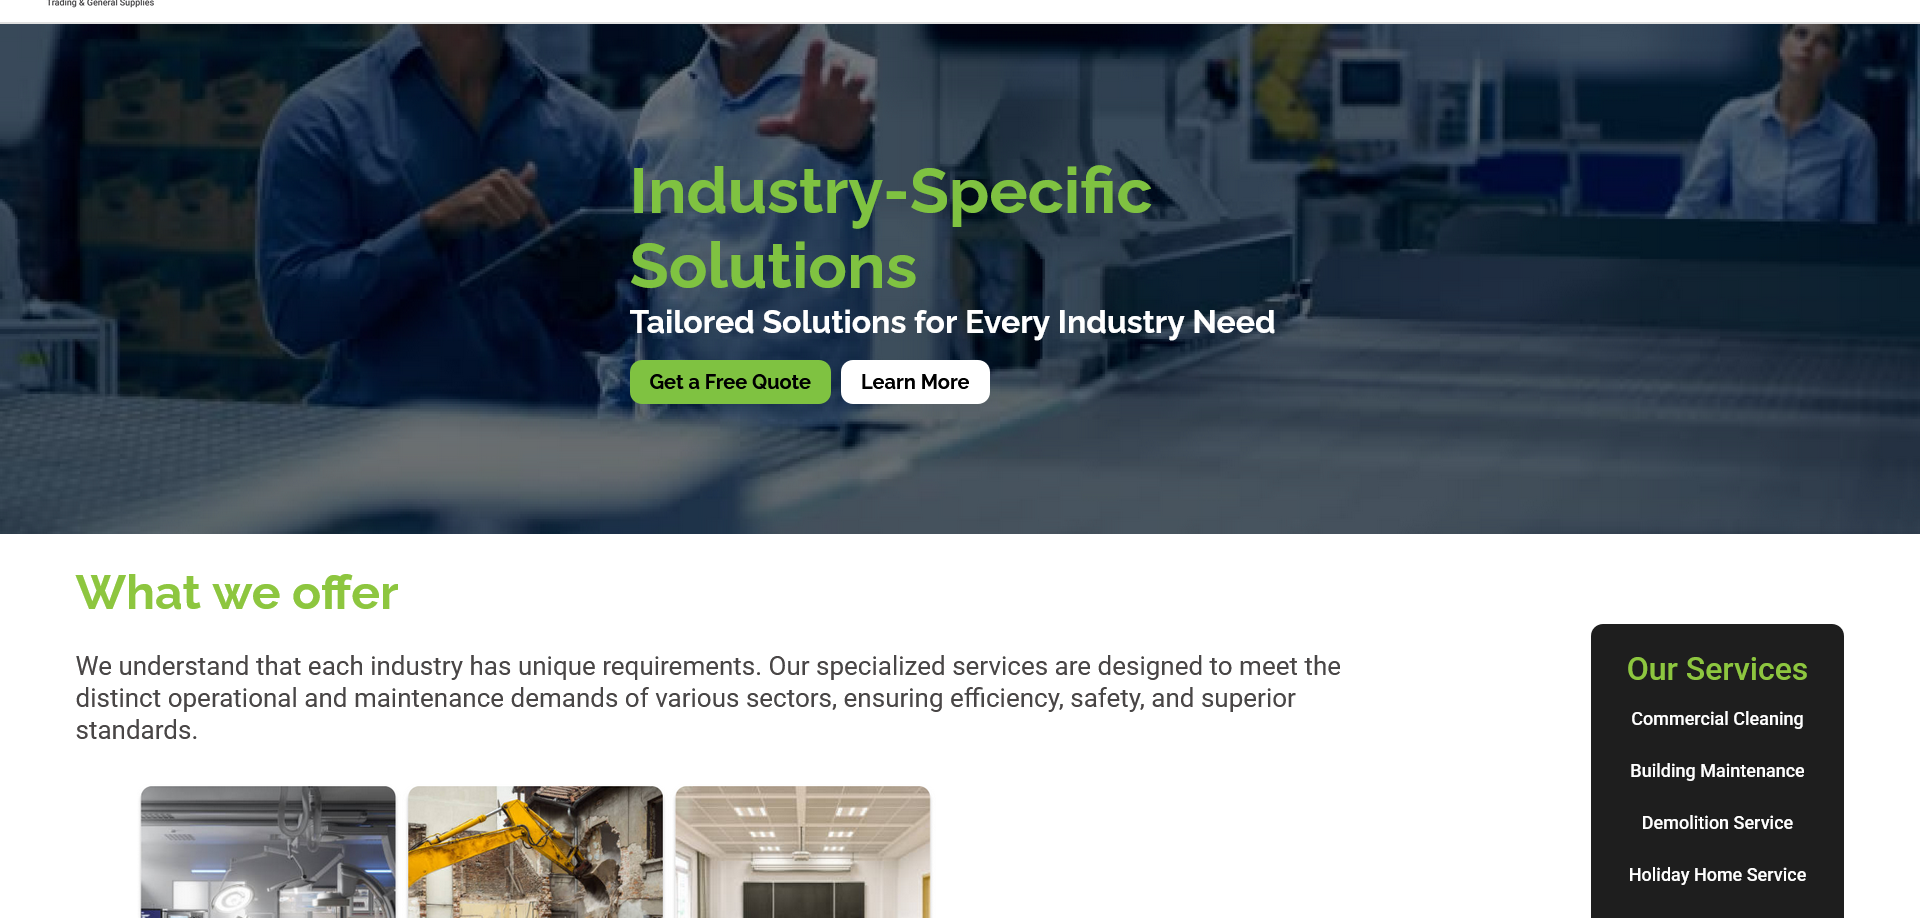 Trading & General Supplies
Industry-Specific
Solutions
Tailored Solutions for Every Industry Need
Get a Free Quote
Learn More
What we offer
We understand that each industry has unique requirements. Our specialized services are designed to meet the
distinct operational and maintenance demands of various sectors, ensuring efficiency, safety, and superior
standards.
Our Services
Commercial Cleaning
Building Maintenance
Demolition Service
Holiday Home Service